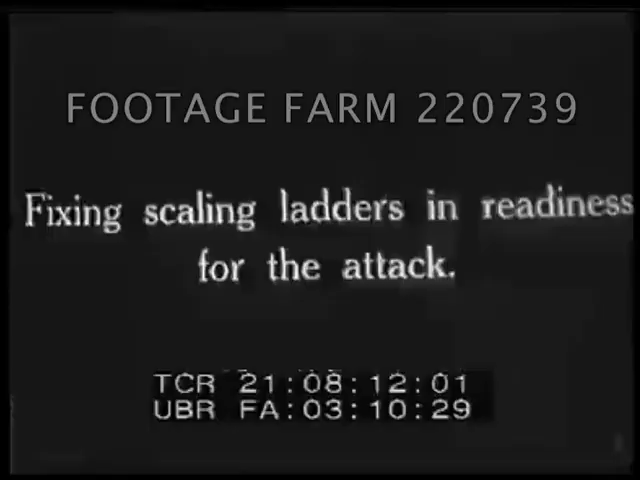 FOOTAGE FARM 220739
Fixing scaling ladders in readiness
for the attack.
TCR 21:08:12:01
UBR FA:03:10:29